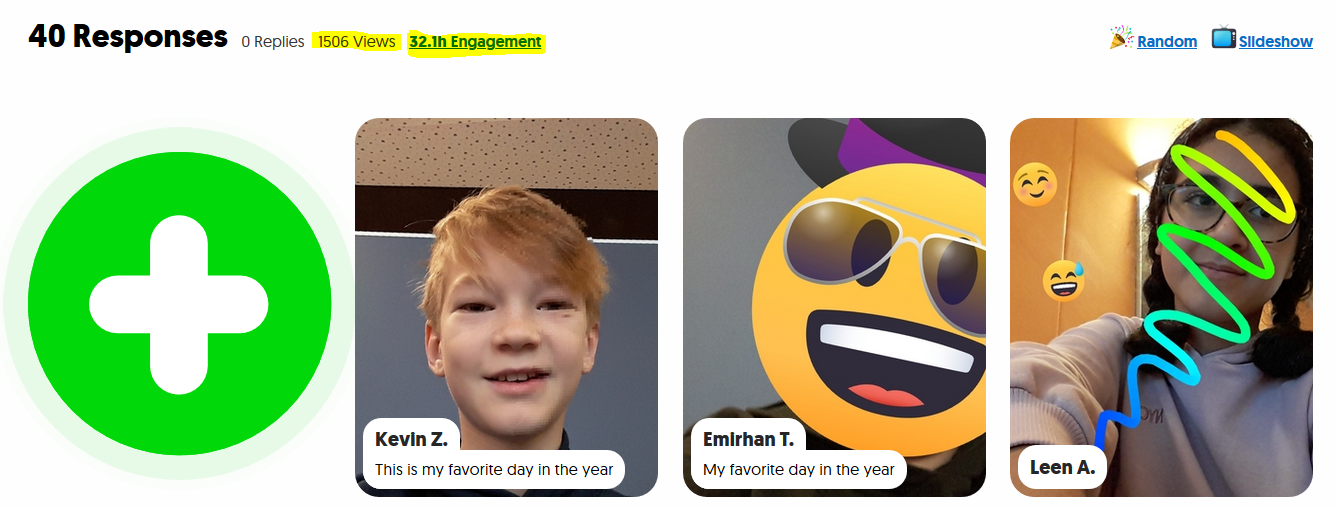 40 Responses 0 Replies 1506 Views 32.1h Engagement
Random Slideshow
Kevin Z.
This is my favorite day in the year
Emirhan T.
My favorite day in the year
Leen A.